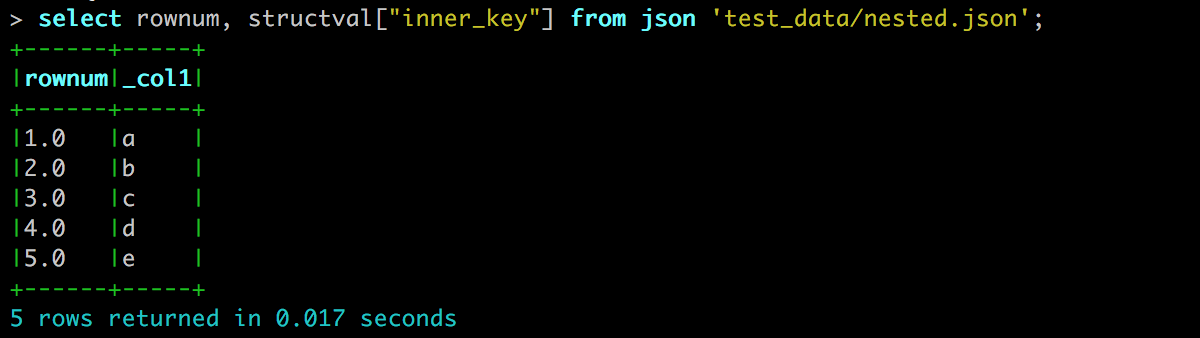 > select rownum, structval["inner_key"] from json 'test_data/nested.json';
+------+-----+
|rownum|_col1|
+------+-----+
|1.0   |a    |
|2.0   |b    |
|3.0   |c    |
|4.0   |d    |
|5.0   |e    |
+------+-----+
5 rows returned in 0.017 seconds